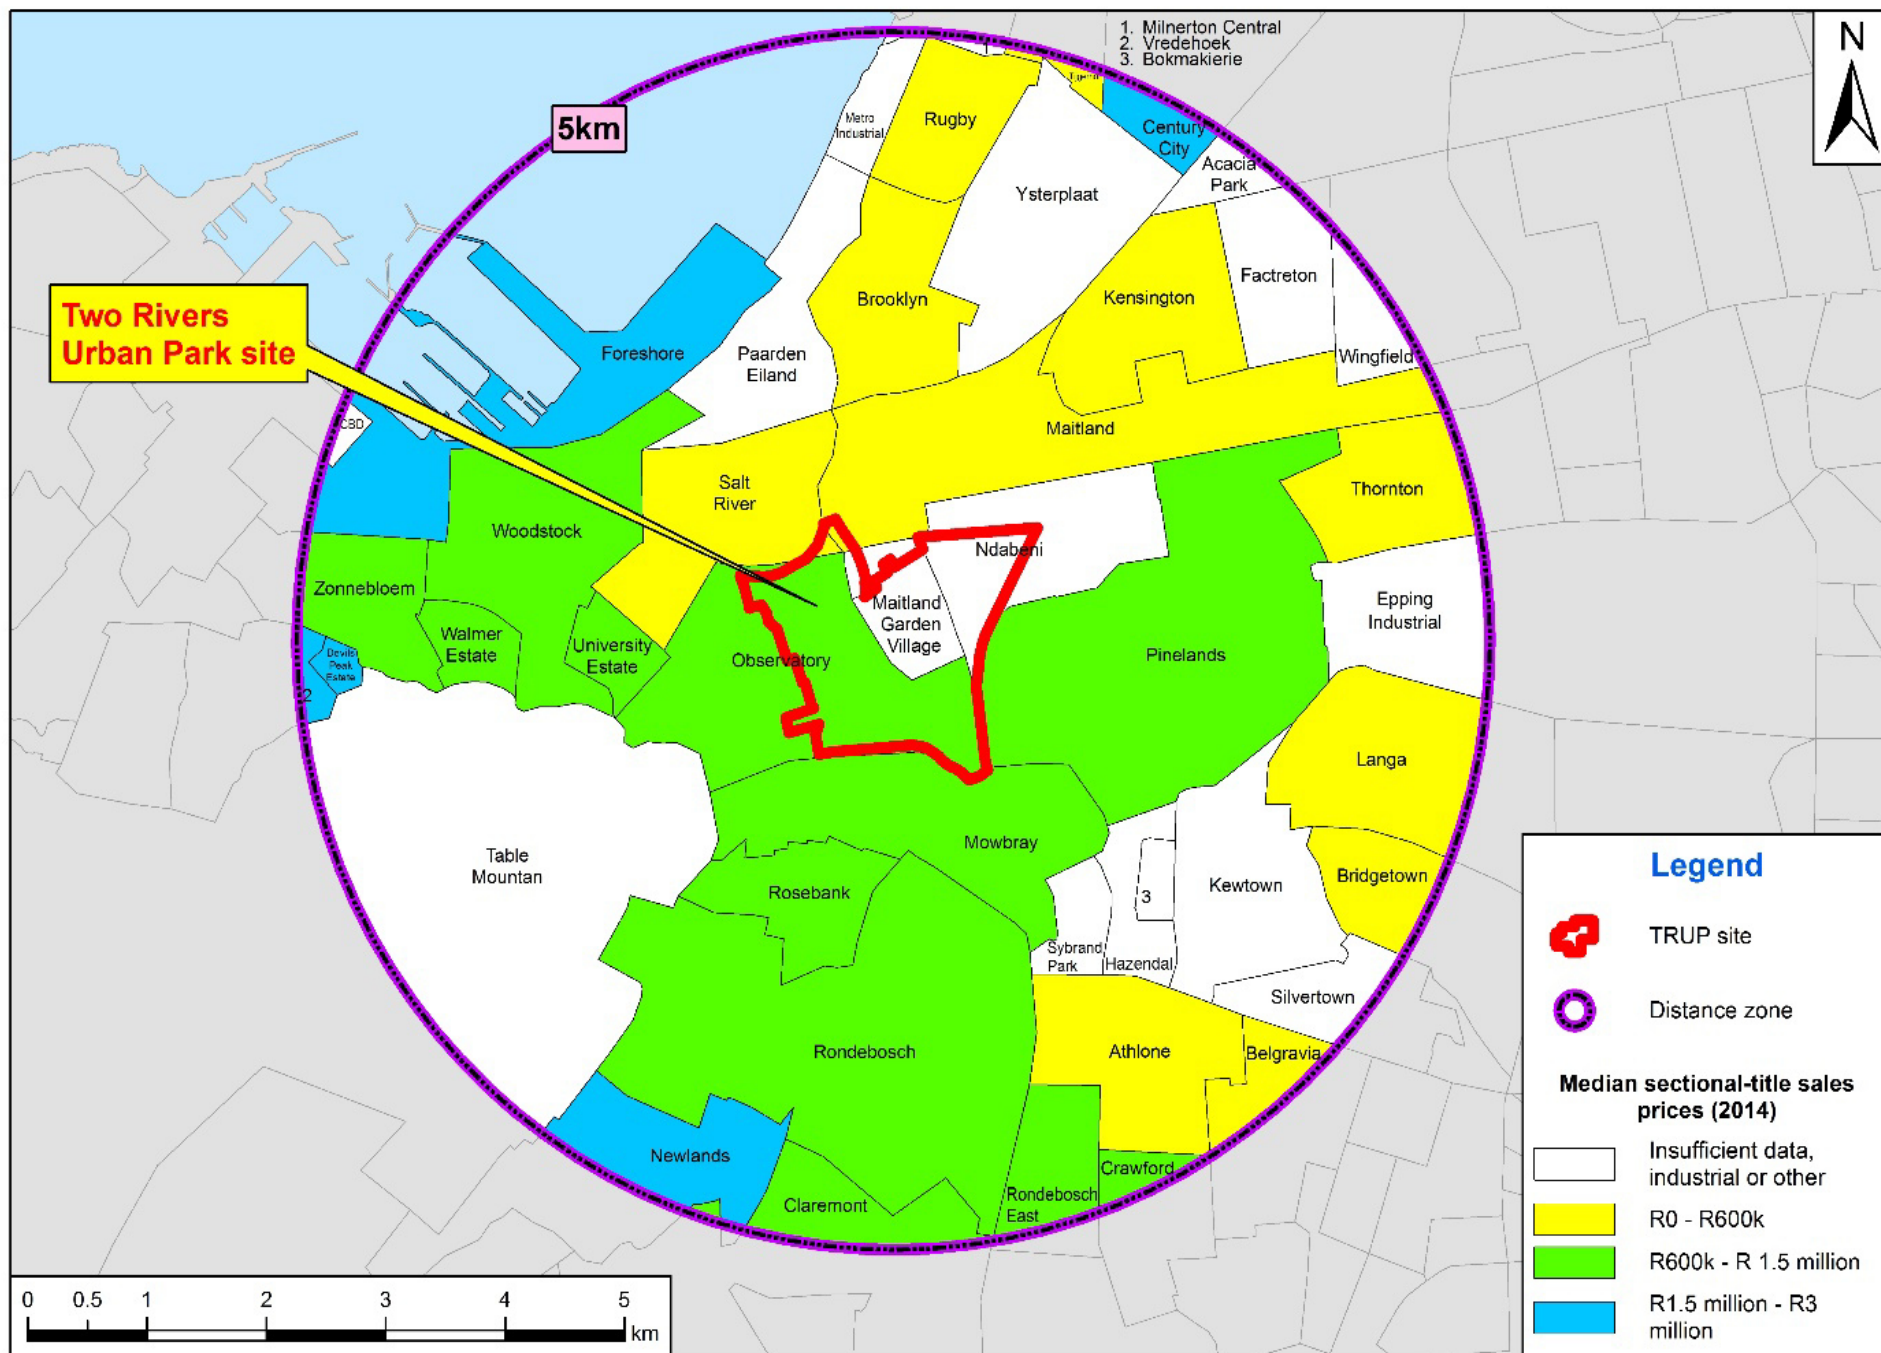 1. Milnerton Central
2. Vredehoek
3. Bokmakierie
N
5km
Two Rivers
Urban Park site
Metro
Industrial
Rugby
Century
City
Acacia
Park
Ysterplaat
Factreton
Kensington
Brooklyn
Foreshore
Paarden
Eiland
Wingfield
CBD
Maitland
Salt
River
Thornton
Woodstock
Ndabeni
Zonnebloem
Maitland
Garden
Village
Epping
Industrial
Walmer
Estate
University
Estate
Observatory
Pinelands
Devils
Peak
Estate
2
Langa
Mowbray
Table
Mountan
Rosebank
3
Kewtown
Bridgetown
Sybrand
Park
Hazendal
Silvertown
Rondebosch
Athlone
Belgravia
Newlands
Claremont
Rondebosch
East
Crawford
Legend
TRUP site
Distance zone
Median sectional-title sales
prices (2014)
Insufficient data,
industrial or other
R0 - R600k
R600k - R 1.5 million
R1.5 million - R3
million
0 0.5 1 2 3 4 5
km